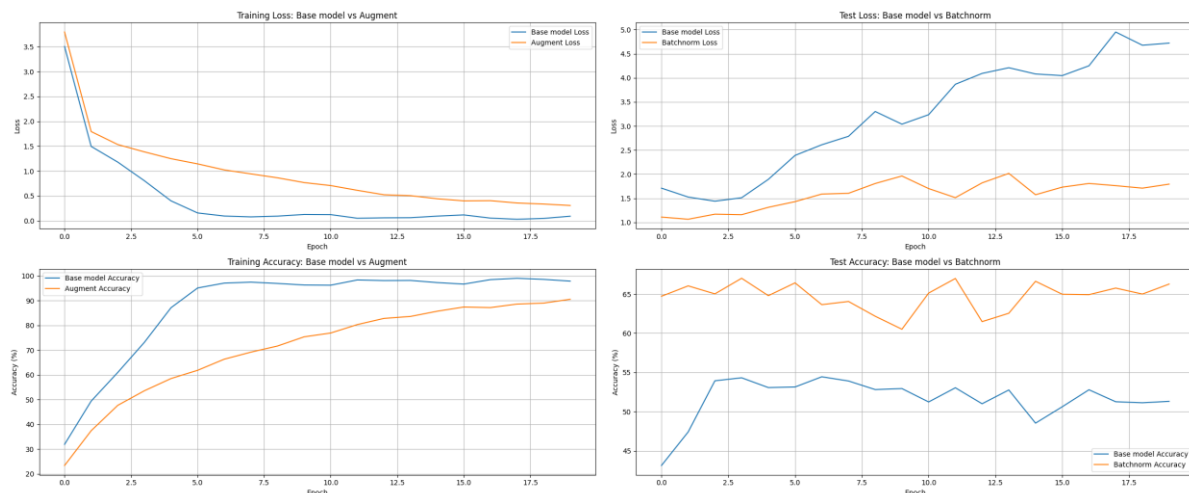 Training Loss: Base model vs Augment
Base model Loss
Augment Loss
3.5
3.0
2.5
2.0
1.5
1.0
0.5
0.0
Loss
0.0 2.5 5.0 7.5 10.0 12.5 15.0 17.5
Epoch
Test Loss: Base model vs Batchnorm
Base model Loss
Batchnorm Loss
5.0
4.5
4.0
3.5
3.0
2.5
2.0
1.5
1.0
Loss
0.0 2.5 5.0 7.5 10.0 12.5 15.0 17.5
Epoch
Training Accuracy: Base model vs Augment
Base model Accuracy
Augment Accuracy
100
90
80
70
60
50
40
30
20
Accuracy (%)
0.0 2.5 5.0 7.5 10.0 12.5 15.0 17.5
Epoch
Test Accuracy: Base model vs Batchnorm
65
60
55
50
45
Accuracy (%)
Base model Accuracy
Batchnorm Accuracy
0.0 2.5 5.0 7.5 10.0 12.5 15.0 17.5
Epoch